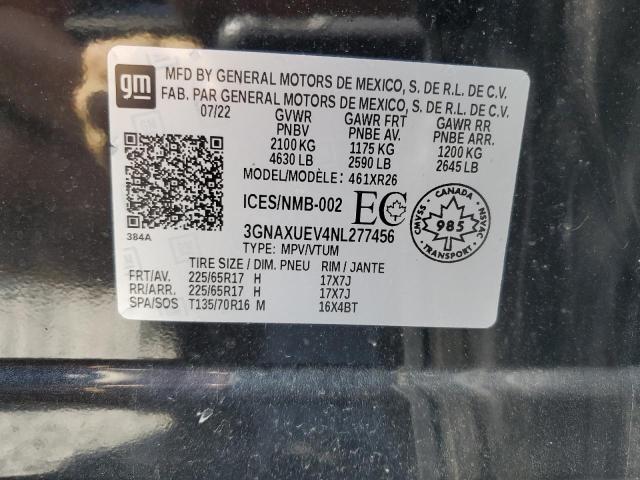 gm
MFD BY GENERAL MOTORS DE MEXICO, S. DE R.L. DE C.V.
FAB. PAR GENERAL MOTORS DE MEXICO, S. DE R.L. DE C.V.
07/22 GVWR GAWR FRT GAWR RR
PNBV PNBE AV. PNBE ARR.
2100 KG 1175 KG 1200 KG
4630 LB 2590 LB 2645 LB
MODEL/MODÈLE: 461XR26
ICES/NMB-002 EC
CANADA
985
NSVAC
CMVSS
3GNAXUEV4NL277456
384A
TYPE: MPV/VTUM
TIRE SIZE / DIM. PNEU RIM / JANTE
FRT/AV. 225/65R17 H 17X7J
RR/ARR. 225/65R17 H 17X7J
SPA/SOS T135/70R16 M 16X4BT